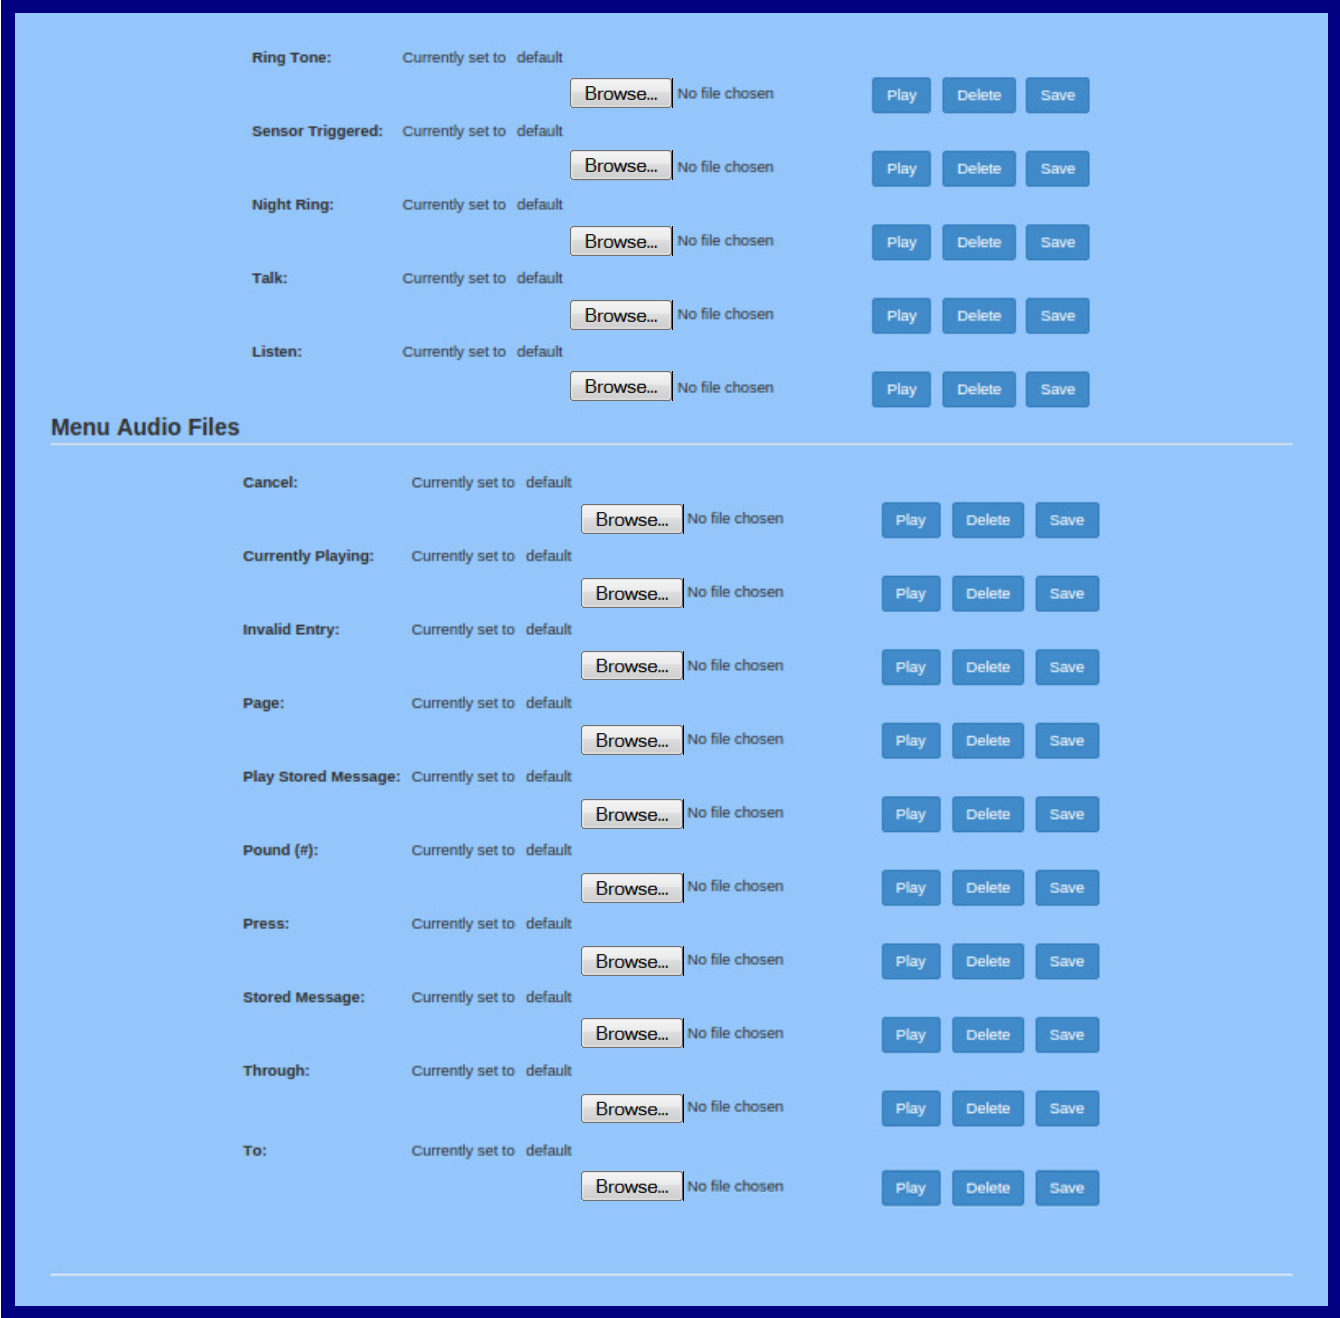 Ring Tone: Currently set to default
Browse... No file chosen Play Delete Save
Sensor Triggered: Currently set to default
Browse... No file chosen Play Delete Save
Night Ring: Currently set to default
Browse... No file chosen Play Delete Save
Talk: Currently set to default
Browse... No file chosen Play Delete Save
Listen: Currently set to default
Browse... No file chosen Play Delete Save
Menu Audio Files
Cancel: Currently set to default
Browse... No file chosen Play Delete Save
Currently Playing: Currently set to default
Browse... No file chosen Play Delete Save
Invalid Entry: Currently set to default
Browse... No file chosen Play Delete Save
Page: Currently set to default
Browse... No file chosen Play Delete Save
Play Stored Message: Currently set to default
Browse... No file chosen Play Delete Save
Pound (#): Currently set to default
Browse... No file chosen Play Delete Save
Press: Currently set to default
Browse... No file chosen Play Delete Save
Stored Message: Currently set to default
Browse... No file chosen Play Delete Save
Through: Currently set to default
Browse... No file chosen Play Delete Save
To: Currently set to default
Browse... No file chosen Play Delete Save